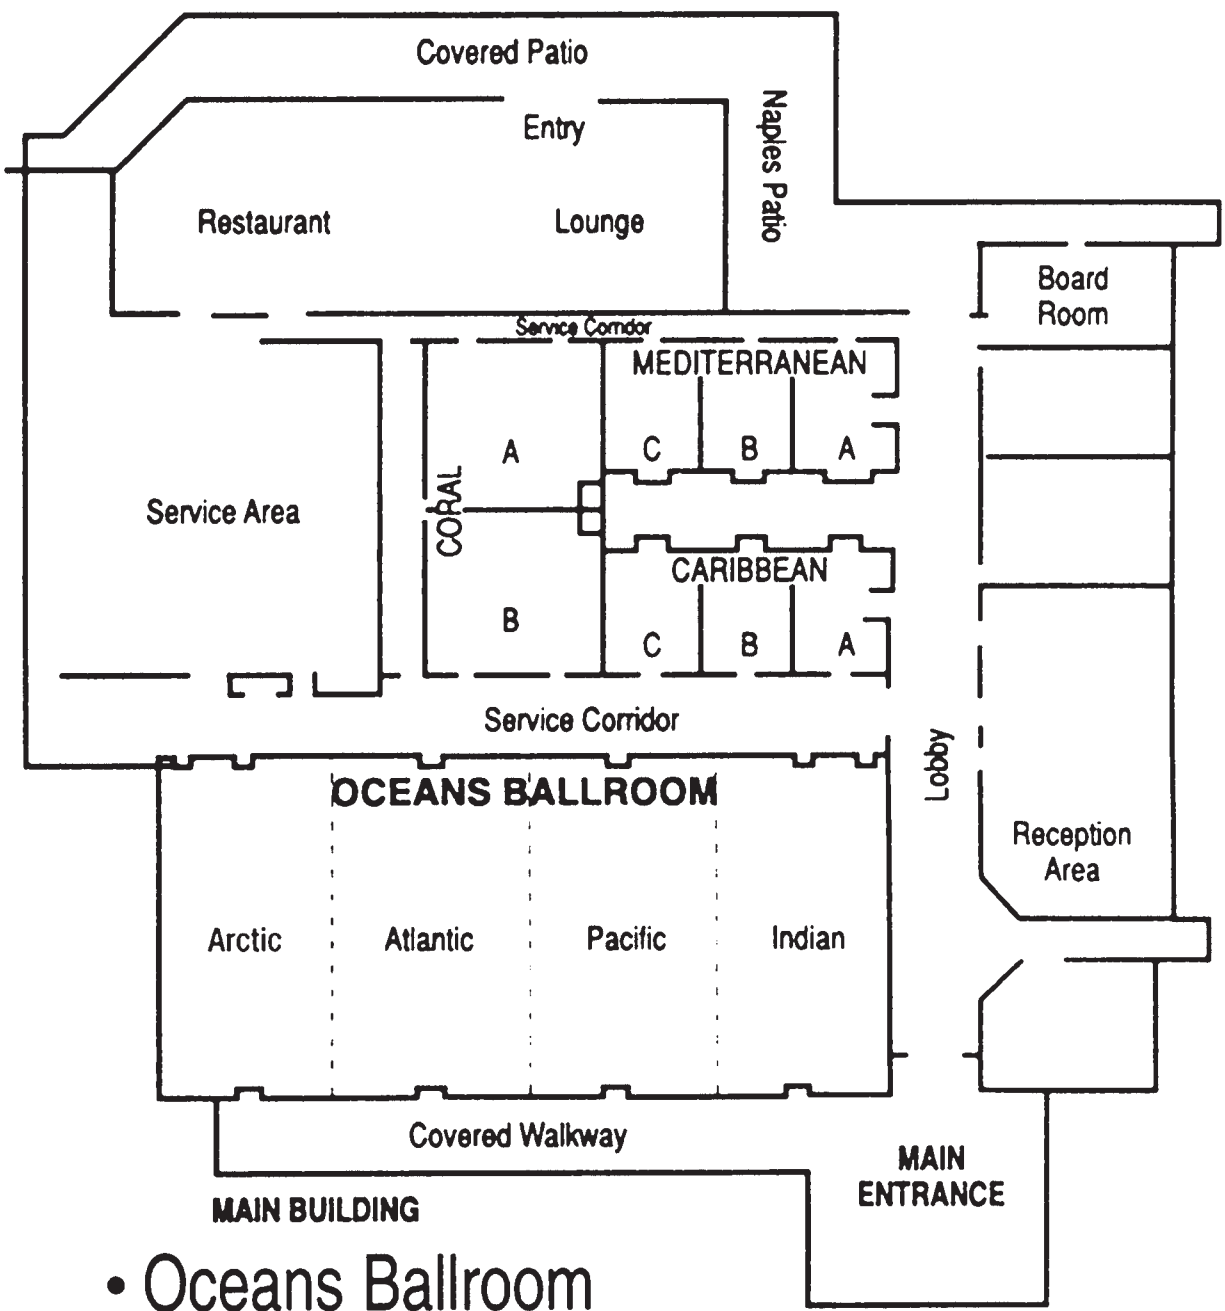 Covered Patio
Entry
Naples Patio
Restaurant
Lounge
Board
Room
Service Corridor
MEDITERRANEAN
A
C
B
A
CORAL
Service Area
CARIBBEAN
B
C
B
A
Service Corridor
Lobby
OCEANS BALLROOM
Reception
Area
Arctic
Atlantic
Pacific
Indian
Covered Walkway
MAIN
ENTRANCE
MAIN BUILDING
• Oceans Ballroom